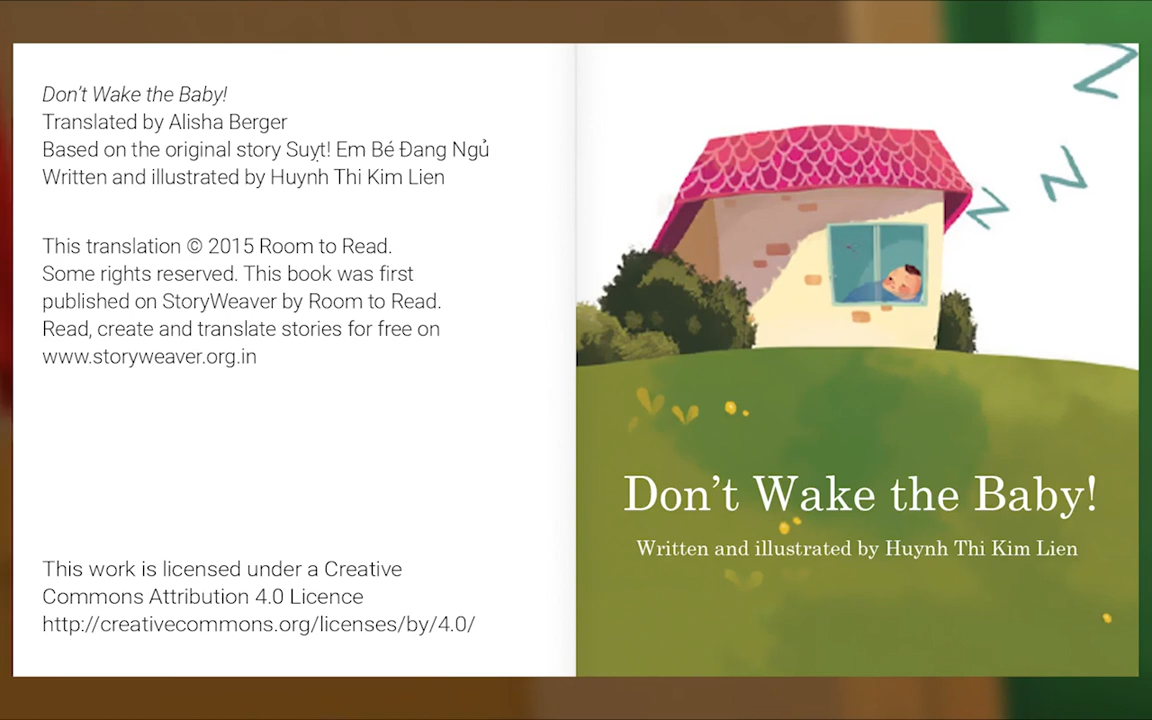 Don't Wake the Baby!
Translated by Alisha Berger
Based on the original story Suỵt! Em Bé Đang Ngủ
Written and illustrated by Huynh Thi Kim Lien
This translation © 2015 Room to Read.
Some rights reserved. This book was first
published on StoryWeaver by Room to Read.
Read, create and translate stories for free on
www.storyweaver.org.in
This work is licensed under a Creative
Commons Attribution 4.0 Licence
http://creativecommons.org/licenses/by/4.0/
Z
Z
Z
Don't Wake the Baby!
Written and illustrated by Huynh Thi Kim Lien